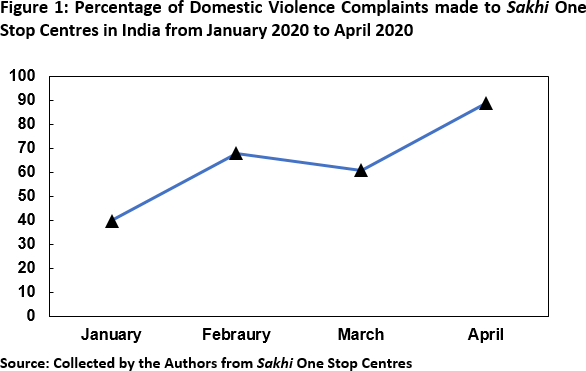 Figure 1: Percentage of Domestic Violence Complaints made to Sakhi One
Stop Centres in India from January 2020 to April 2020
100
90
80
70
60
50
40
30
20
10
0
January Febraury March April
Source: Collected by the Authors from Sakhi One Stop Centres